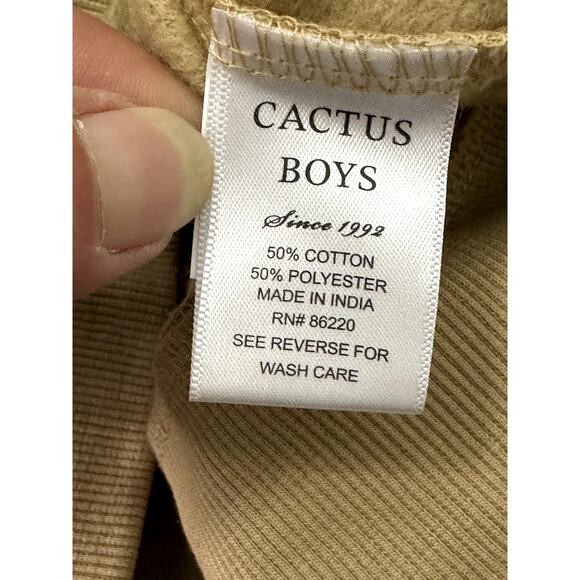 CACTUS
BOYS
Since 1992
50% COTTON
50% POLYESTER
MADE IN INDIA
RN# 86220
SEE REVERSE FOR
WASH CARE